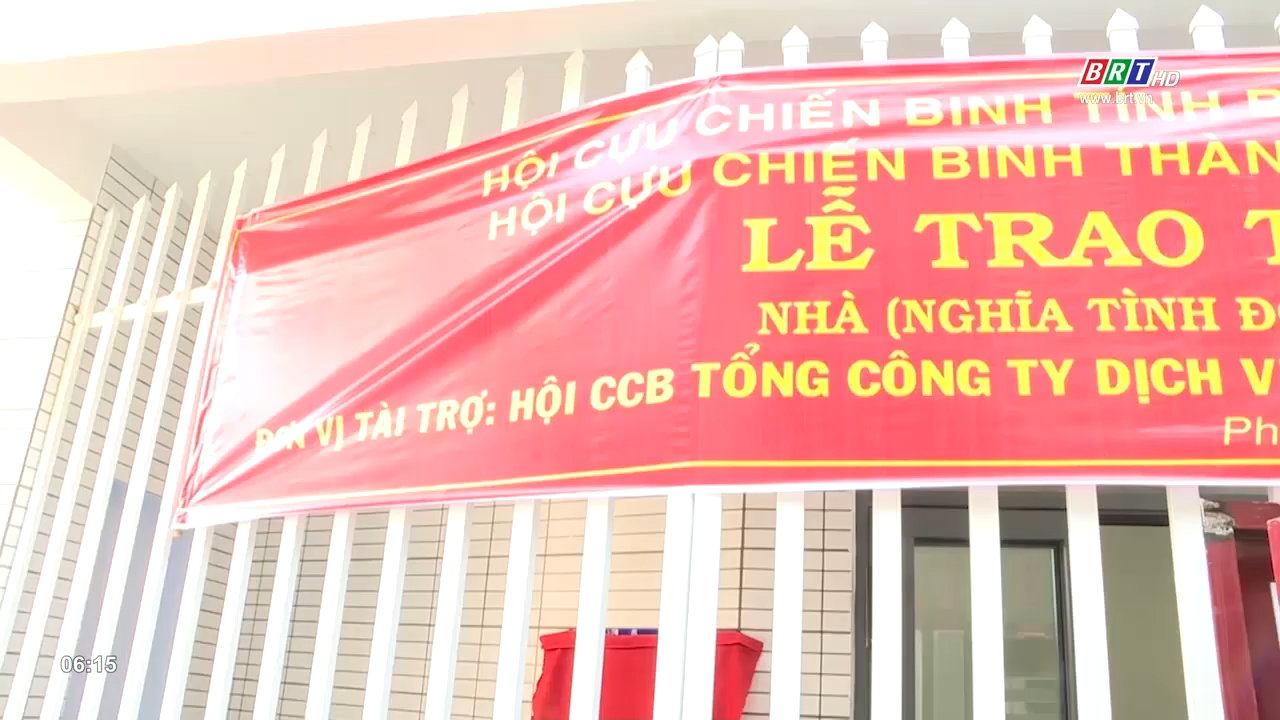 BRT HD
www.brt.vn
HỘI CỰU CHIẾN BINH TỈNH B
HỘI CỰU CHIẾN BINH THÀN
LỄ TRAO T
NHÀ (NGHĨA TÌNH Đ
ĐƠN VỊ TÀI TRỢ: HỘI CCB TỔNG CÔNG TY DỊCH V
Ph
06:15